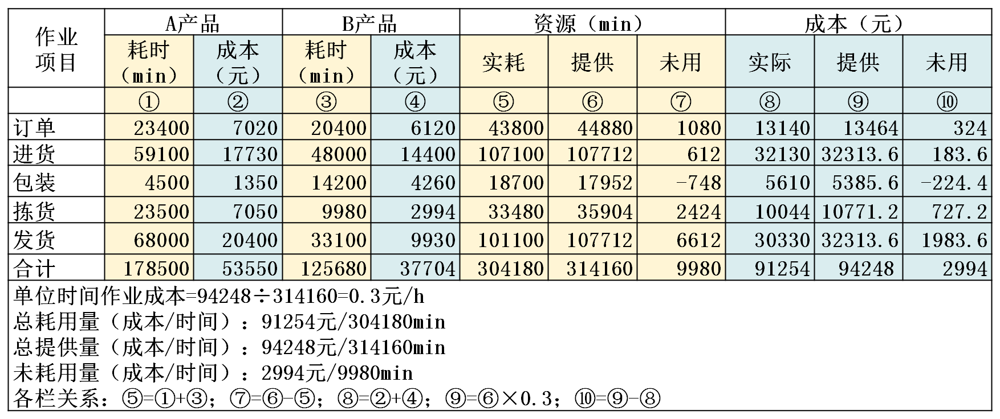 作业项目 A产品 B产品 资源（min） 成本（元）
耗时（min） 成本（元） 耗时（min） 成本（元） 实耗 提供 未用 实际 提供 未用
① ② ③ ④ ⑤ ⑥ ⑦ ⑧ ⑨ ⑩
订单 23400 7020 20400 6120 43800 44880 1080 13140 13464 324
进货 59100 17730 48000 14400 107100 107712 612 32130 32313.6 183.6
包装 4500 1350 14200 4260 18700 17952 -748 5610 5385.6 -224.4
拣货 23500 7050 9980 2994 33480 35904 2424 10044 10771.2 727.2
发货 68000 20400 33100 9930 101100 107712 6612 30330 32313.6 1983.6
合计 178500 53550 125680 37704 304180 314160 9980 91254 94248 2994
单位时间作业成本=94248÷314160=0.3元/h
总耗用量（成本/时间）：91254元/304180min
总提供量（成本/时间）：94248元/314160min
未耗用量（成本/时间）：2994元/9980min
各栏关系：⑤=①+③；⑦=⑥-⑤；⑧=②+④；⑨=⑥×0.3；⑩=⑨-⑧